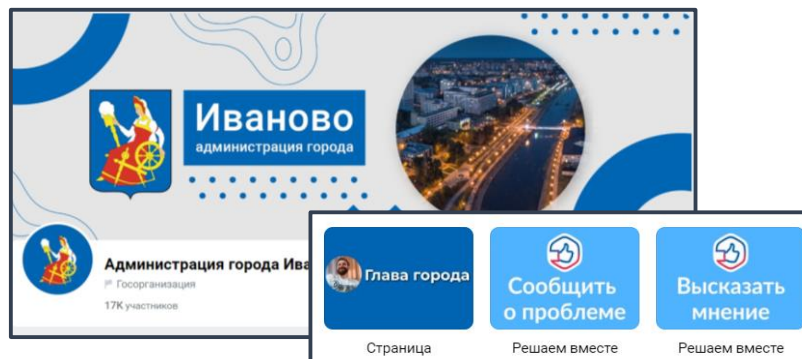 Иваново
администрация города
Администрация города Ива
Госорганизация
17K участников
Глава города
Сообщить
о проблеме
Высказать
мнение
Страница
Решаем вместе
Решаем вместе